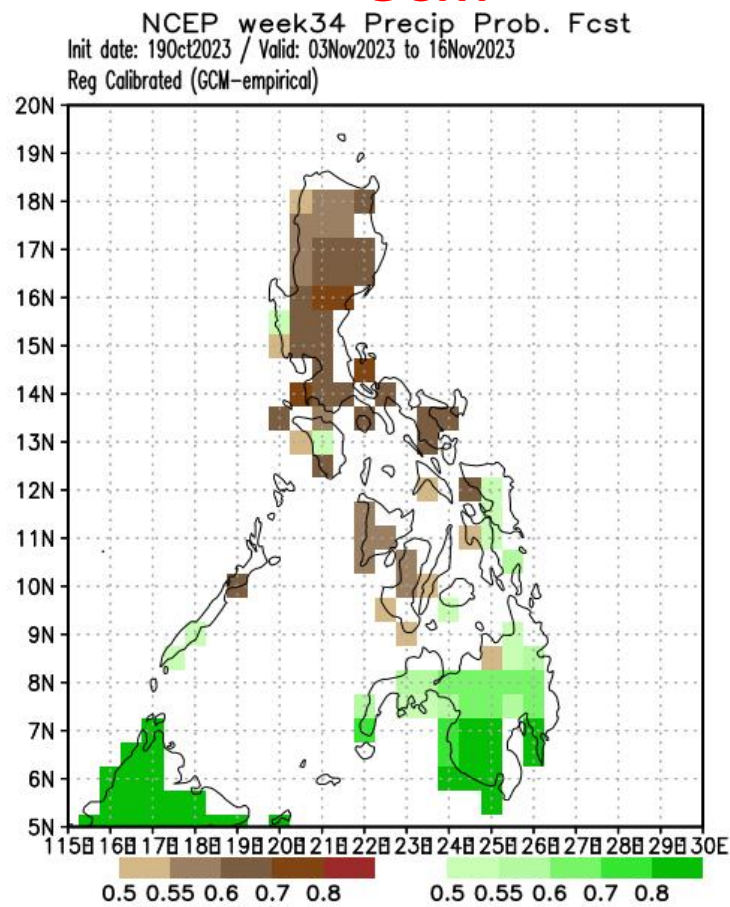 NCEP week34 Precip Prob. Fcst
Init date: 19Oct2023 / Valid: 03Nov2023 to 16Nov2023
Reg Calibrated (GCM-empirical)
20N
19N
18N
17N
16N
15N
14N
13N
12N
11N
10N
9N
8N
7N
6N
5N
115E 116E 117E 118E 119E 120E 121E 122E 123E 124E 125E 126E 127E 128E 129E 130E
0.5 0.55 0.6 0.7 0.8 0.5 0.55 0.6 0.7 0.8